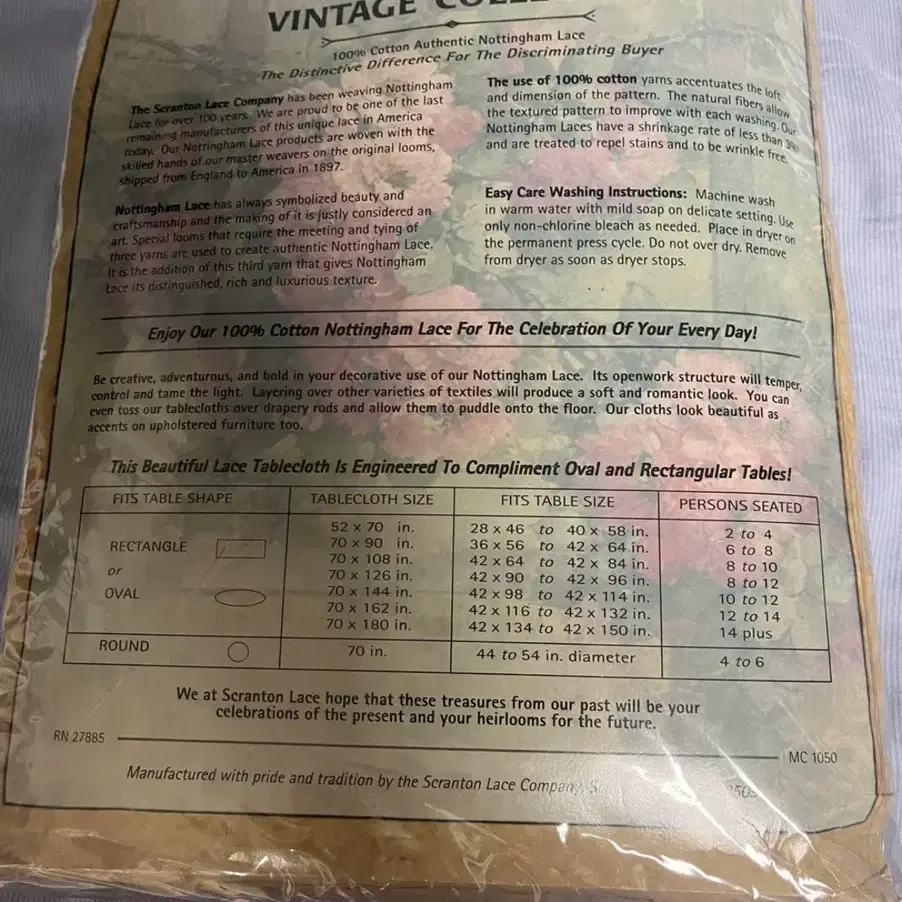 VINTAGE
100% Cotton Authentic Nottingham Lace
The Distinctive Difference For The Discriminating Buyer
The Scranton Lace Company has been weaving Nottingham
Lace for over 100 years. We are proud to be one of the last
remaining manufacturers of this unique lace in America
today. Our Nottingham Lace products are woven with the
skilled hands of our master weavers on the original looms,
shipped from England to America in 1897.
Nottingham Lace has always symbolized beauty and
craftsmanship and the making of it is justly considered an
art. Special looms that require the meeting and tying of
three yarns are used to create authentic Nottingham Lace.
It is the addition of this third yarn that gives Nottingham
Lace its distinguished, rich and luxurious texture.
The use of 100% cotton yarns accentuates the loft
and dimension of the pattern. The natural fibers allow
the textured pattern to improve with each washing. Our
Nottingham Laces have a shrinkage rate of less than 3%
and are treated to repel stains and to be wrinkle free.
Easy Care Washing Instructions: Machine wash
in warm water with mild soap on delicate setting. Use
only non-chlorine bleach as needed. Place in dryer on
the permanent press cycle. Do not over dry. Remove
from dryer as soon as dryer stops.
Enjoy Our 100% Cotton Nottingham Lace For The Celebration Of Your Every Day!
Be creative, adventurous, and bold in your decorative use of our Nottingham Lace. Its openwork structure will temper,
control and tame the light. Layering over other varieties of textiles will produce a soft and romantic look. You can
even toss our tablecloths over drapery rods and allow them to puddle onto the floor. Our cloths look beautiful as
accents on upholstered furniture too.
This Beautiful Lace Tablecloth Is Engineered To Compliment Oval and Rectangular Tables!
FITS TABLE SHAPE TABLECLOTH SIZE FITS TABLE SIZE PERSONS SEATED
RECTANGLE
or
OVAL
52 x 70 in. 28 x 46 to 40 x 58 in. 2 to 4
70 x 90 in. 36 x 56 to 42 x 64 in. 6 to 8
70 x 108 in. 42 x 64 to 42 x 84 in. 8 to 10
70 x 126 in. 42 x 90 to 42 x 96 in. 8 to 12
70 x 144 in. 42 x 98 to 42 x 114 in. 10 to 12
70 x 162 in. 42 x 116 to 42 x 132 in. 12 to 14
70 x 180 in. 42 x 134 to 42 x 150 in. 14 plus
ROUND 70 in. 44 to 54 in. diameter 4 to 6
We at Scranton Lace hope that these treasures from our past will be your
celebrations of the present and your heirlooms for the future.
RN 27885
MC 1050
Manufactured with pride and tradition by the Scranton Lace Company,